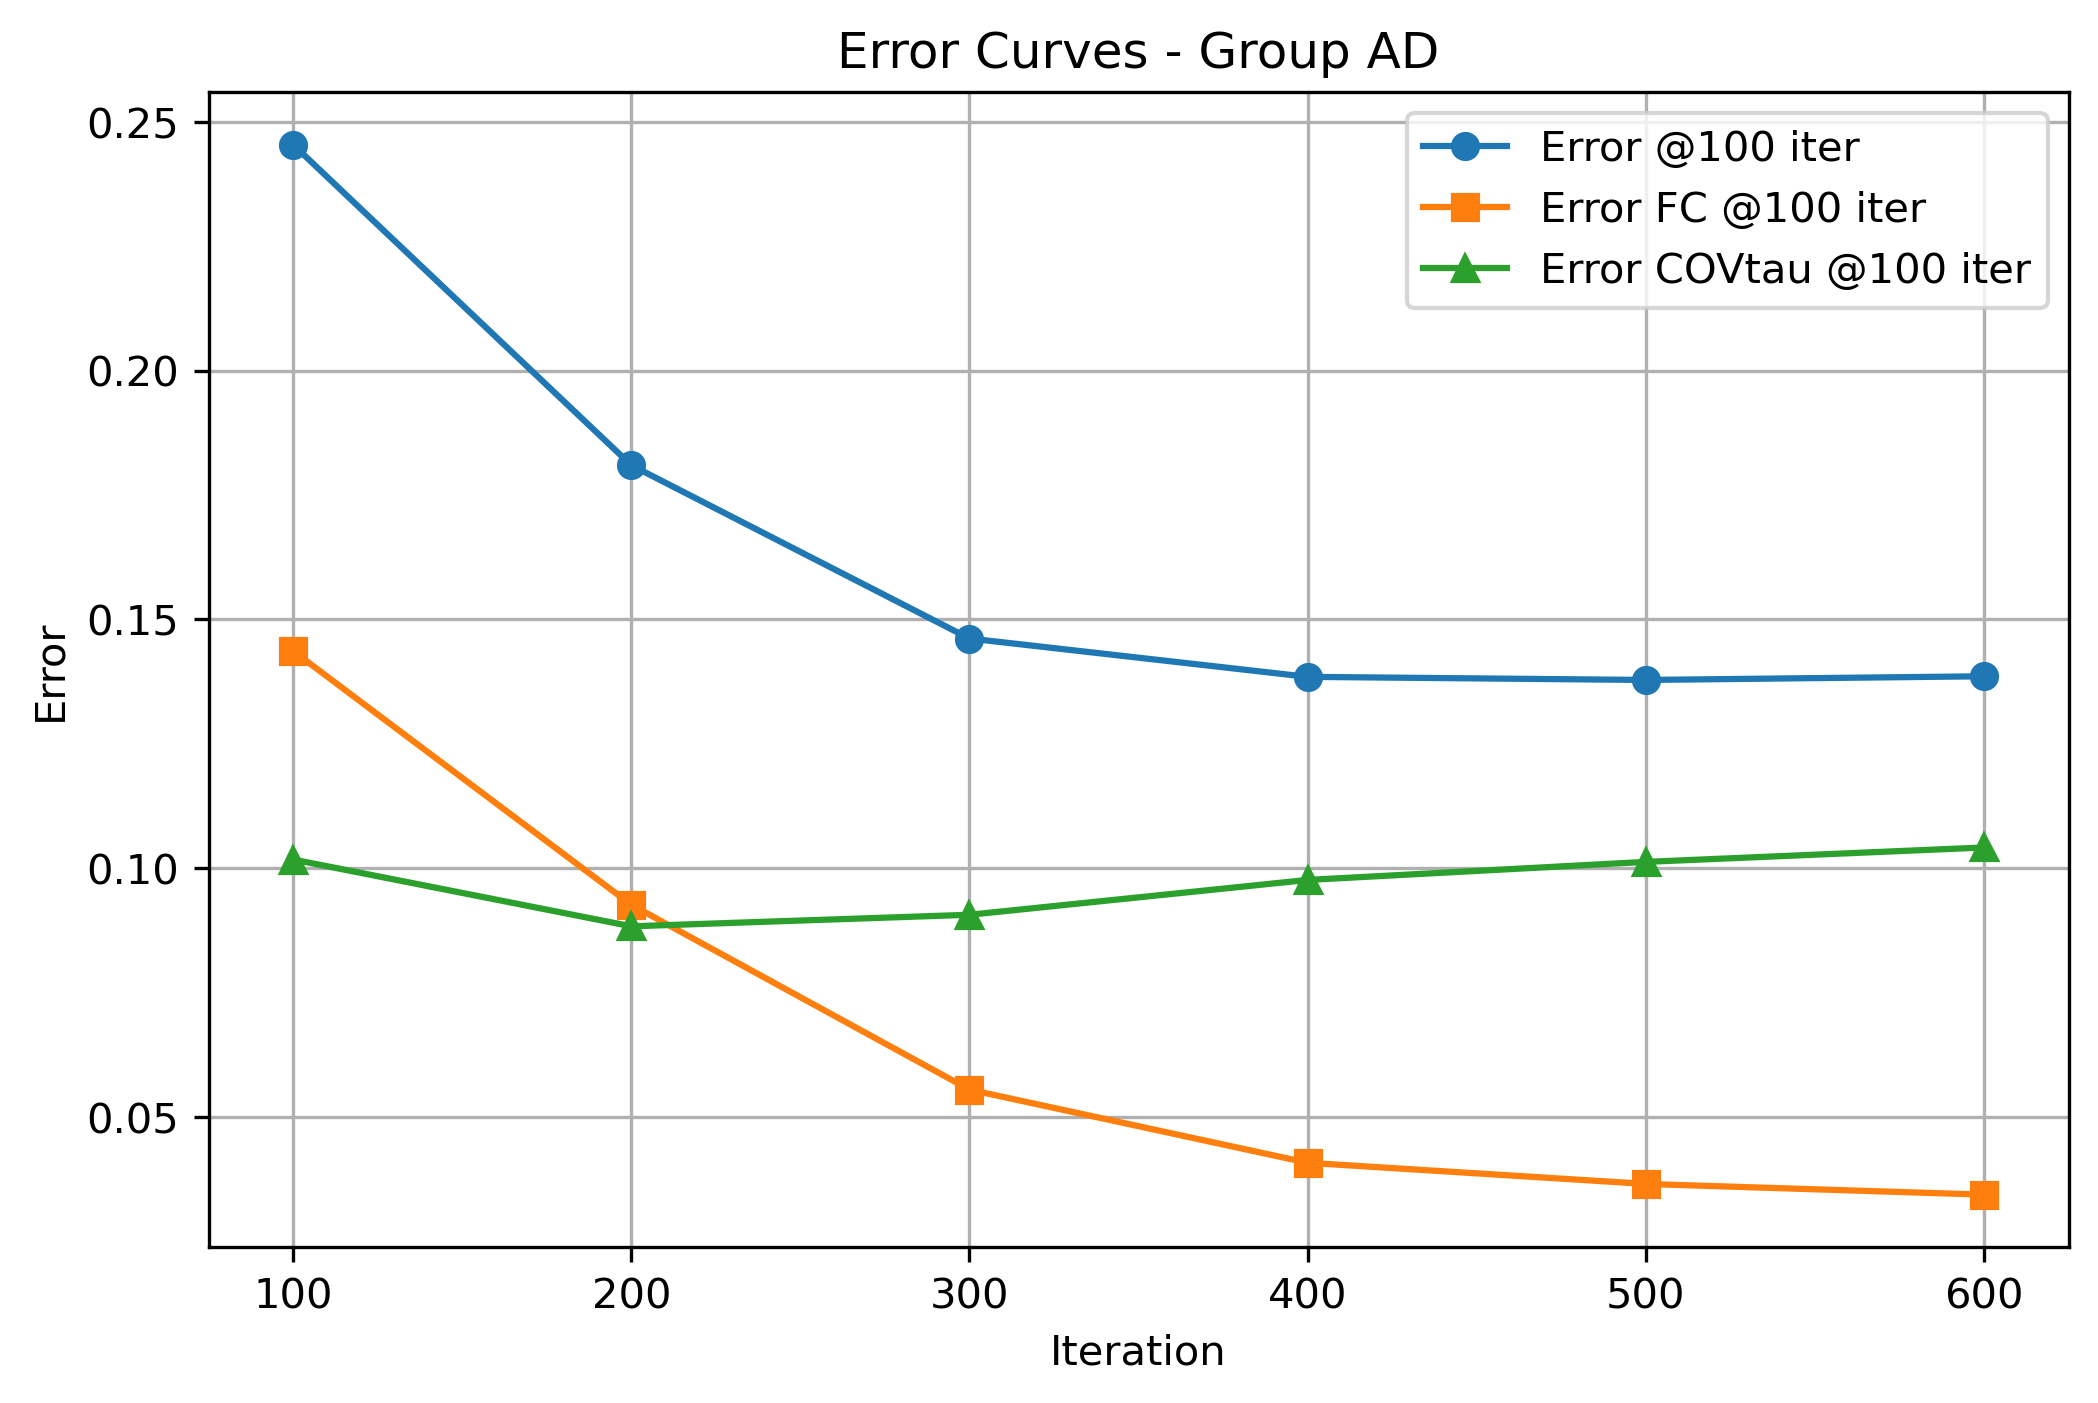 Error Curves - Group AD
0.25
0.20
0.15
0.10
0.05
Error
Error @100 iter
Error FC @100 iter
Error COVtau @100 iter
100 200 300 400 500 600
Iteration